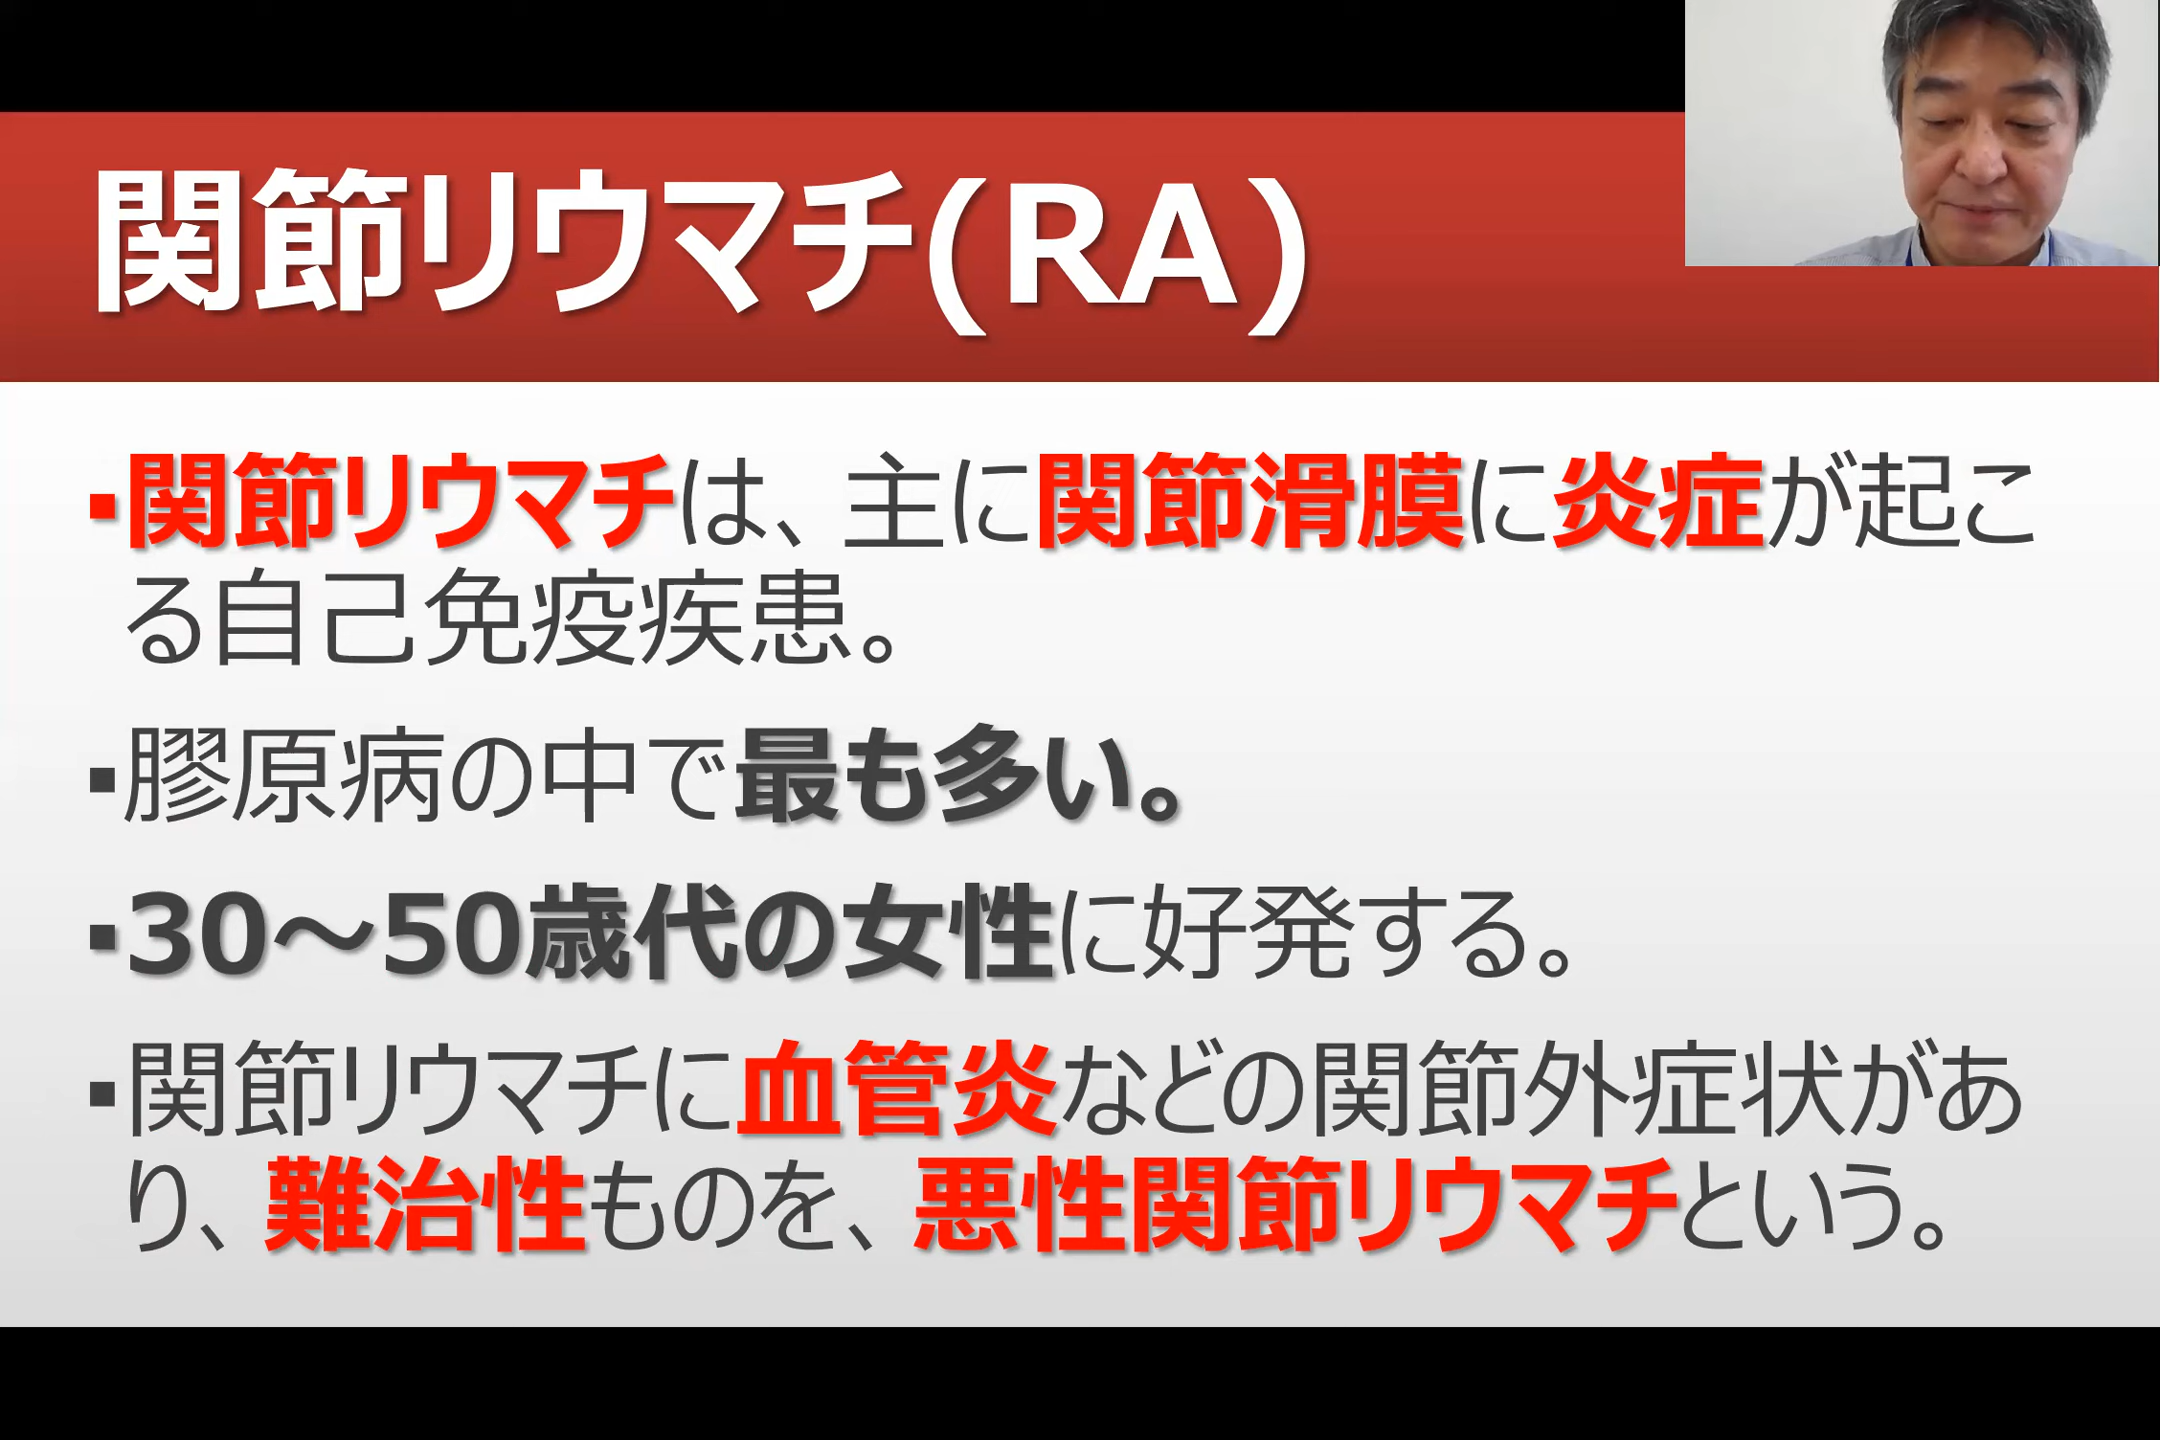 関節リウマチ(RA)
▪関節リウマチは、主に関節滑膜に炎症が起こ
る自己免疫疾患。
▪膠原病の中で最も多い。
▪30～50歳代の女性に好発する。
▪関節リウマチに血管炎などの関節外症状があ
り、難治性ものを、悪性関節リウマチという。